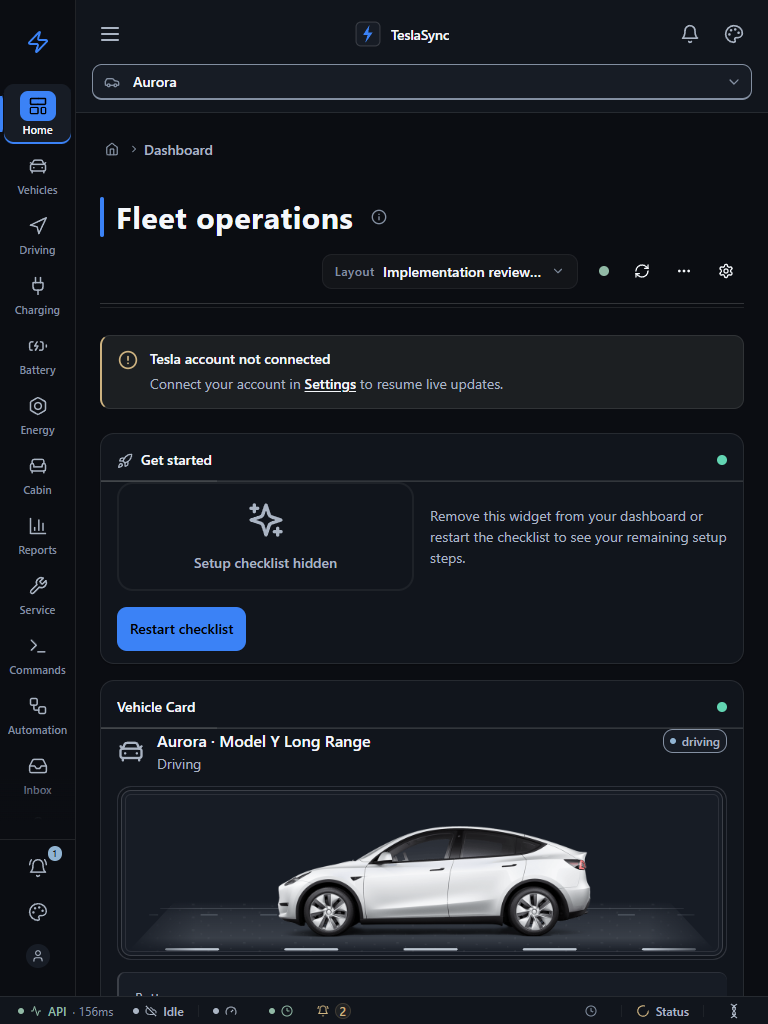 TeslaSync
Aurora
Home
Vehicles
Driving
Charging
Battery
Energy
Cabin
Reports
Service
Commands
Automation
Inbox
1
Dashboard
Fleet operations
Layout Implementation review...
Tesla account not connected
Connect your account in Settings to resume live updates.
Get started
Setup checklist hidden
Remove this widget from your dashboard or
restart the checklist to see your remaining setup
steps.
Restart checklist
Vehicle Card
Aurora · Model Y Long Range
driving
Driving
API · 156ms Idle 2 Status